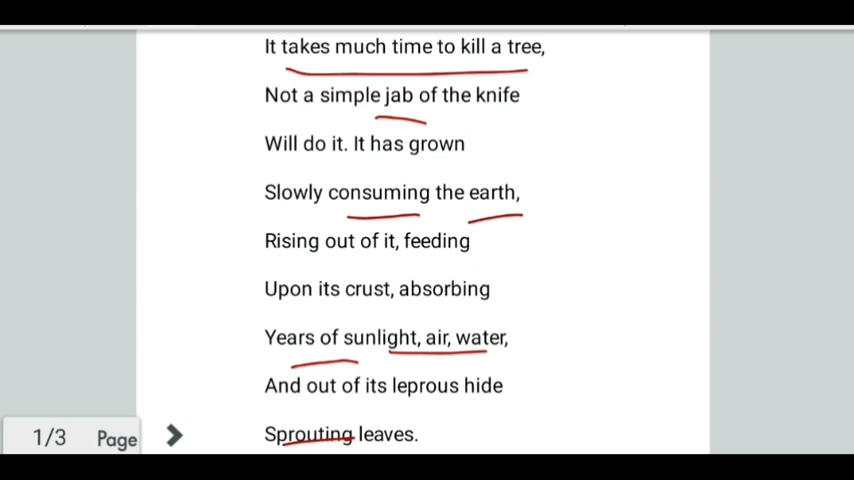 It takes much time to kill a tree,
Not a simple jab of the knife
Will do it. It has grown
Slowly consuming the earth,
Rising out of it, feeding
Upon its crust, absorbing
Years of sunlight, air, water,
And out of its leprous hide
Sprouting leaves.
1/3 Page